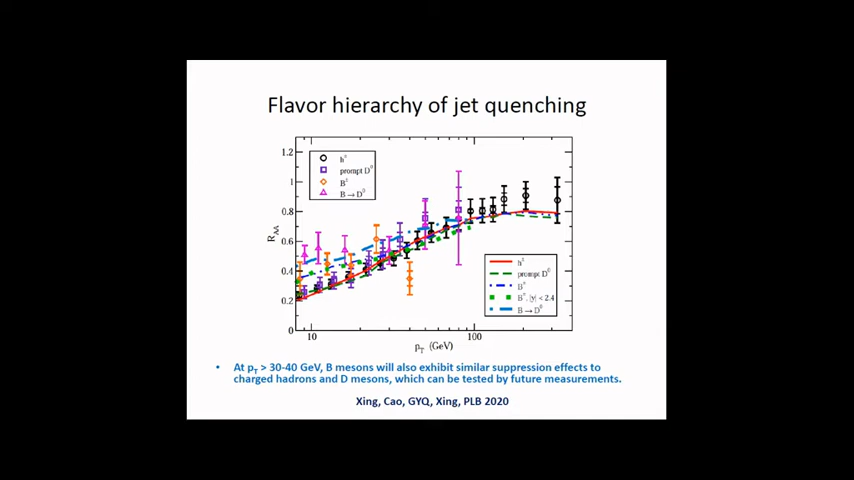 Flavor hierarchy of jet quenching
1.2
1
0.8
0.6
0.4
0.2
0
R_AA
h±
prompt D⁰
B±
B → D⁰
h±
prompt D⁰
B±
B±, |y| < 2.4
B → D⁰
10
100
p_T (GeV)
• At p_T > 30-40 GeV, B mesons will also exhibit similar suppression effects to
charged hadrons and D mesons, which can be tested by future measurements.
Xing, Cao, GYQ, Xing, PLB 2020